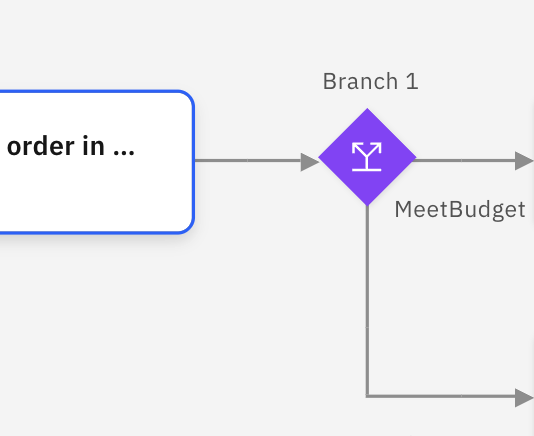 Branch 1
order in ...
MeetBudget